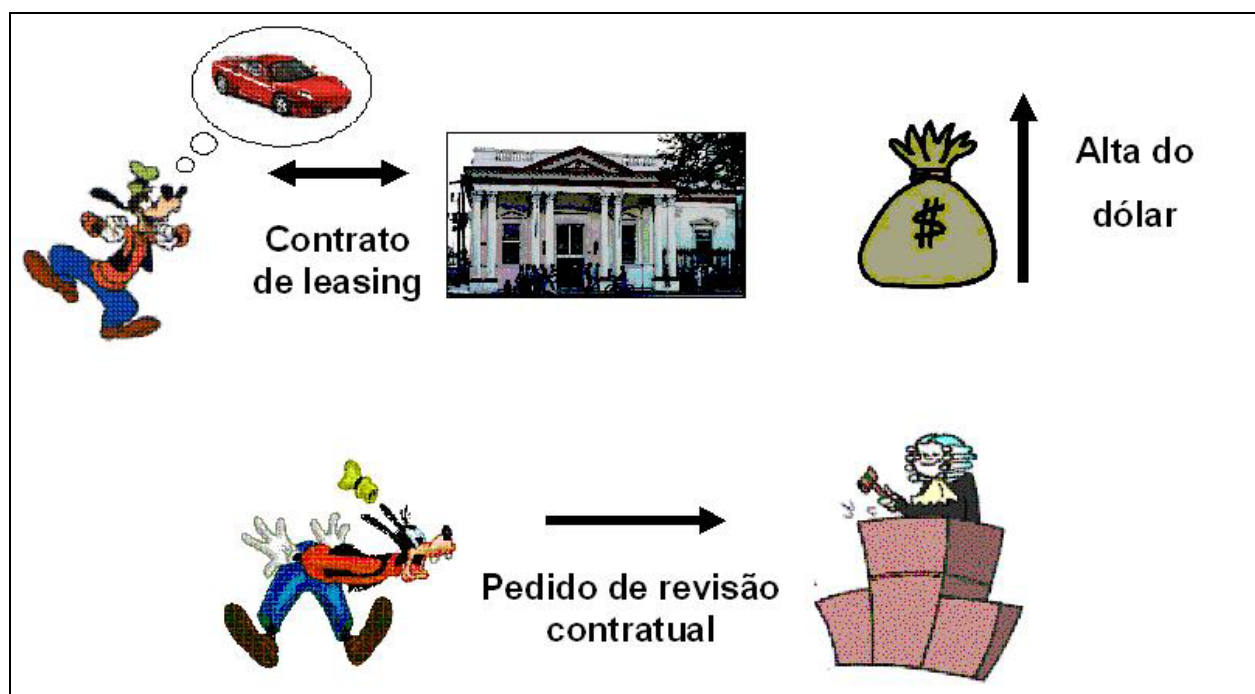 Contrato
de leasing
$
Alta do
dólar
Pedido de revisão
contratual